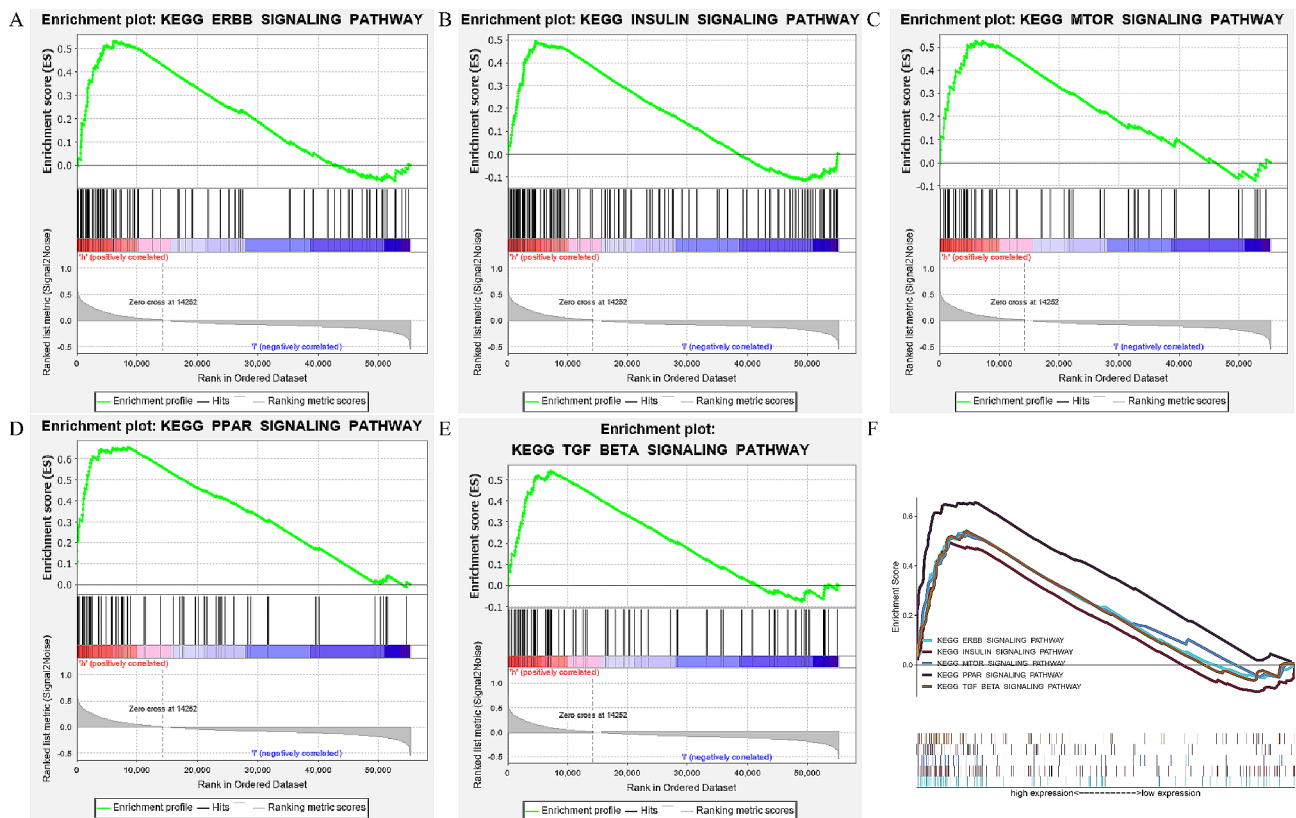 A
Enrichment plot: KEGG ERBB SIGNALING PATHWAY
Enrichment score (ES)
0.5
0.4
0.3
0.2
0.1
0.0
'h' (positively correlated)
Ranked list metric (Signal2Noise)
1.0
0.5
0.0
-0.5
Zero cross at 14252
'l' (negatively correlated)
0
10,000
20,000
30,000
40,000
50,000
Rank in Ordered Dataset
Enrichment profile
Hits
Ranking metric scores
B
Enrichment plot: KEGG INSULIN SIGNALING PATHWAY
Enrichment score (ES)
0.5
0.4
0.3
0.2
0.1
0.0
-0.1
'h' (positively correlated)
Ranked list metric (Signal2Noise)
1.0
0.5
0.0
-0.5
Zero cross at 14252
'l' (negatively correlated)
0
10,000
20,000
30,000
40,000
50,000
Rank in Ordered Dataset
Enrichment profile
Hits
Ranking metric scores
C
Enrichment plot: KEGG MTOR SIGNALING PATHWAY
Enrichment score (ES)
0.5
0.4
0.3
0.2
0.1
0.0
-0.1
'h' (positively correlated)
Ranked list metric (Signal2Noise)
1.0
0.5
0.0
-0.5
Zero cross at 14252
'l' (negatively correlated)
0
10,000
20,000
30,000
40,000
50,000
Rank in Ordered Dataset
Enrichment profile
Hits
Ranking metric scores
D
Enrichment plot: KEGG PPAR SIGNALING PATHWAY
Enrichment score (ES)
0.6
0.5
0.4
0.3
0.2
0.1
0.0
'h' (positively correlated)
Ranked list metric (Signal2Noise)
1.0
0.5
0.0
-0.5
Zero cross at 14252
'l' (negatively correlated)
0
10,000
20,000
30,000
40,000
50,000
Rank in Ordered Dataset
Enrichment profile
Hits
Ranking metric scores
E
Enrichment plot:
KEGG TGF BETA SIGNALING PATHWAY
Enrichment score (ES)
0.5
0.4
0.3
0.2
0.1
0.0
-0.1
'h' (positively correlated)
Ranked list metric (Signal2Noise)
1.0
0.5
0.0
-0.5
Zero cross at 14252
'l' (negatively correlated)
0
10,000
20,000
30,000
40,000
50,000
Rank in Ordered Dataset
Enrichment profile
Hits
Ranking metric scores
F
Enrichment Score
0.6
0.4
0.2
0.0
KEGG ERBB SIGNALING PATHWAY
KEGG INSULIN SIGNALING PATHWAY
KEGG MTOR SIGNALING PATHWAY
KEGG PPAR SIGNALING PATHWAY
KEGG TGF BETA SIGNALING PATHWAY
high expression<------------>low expression